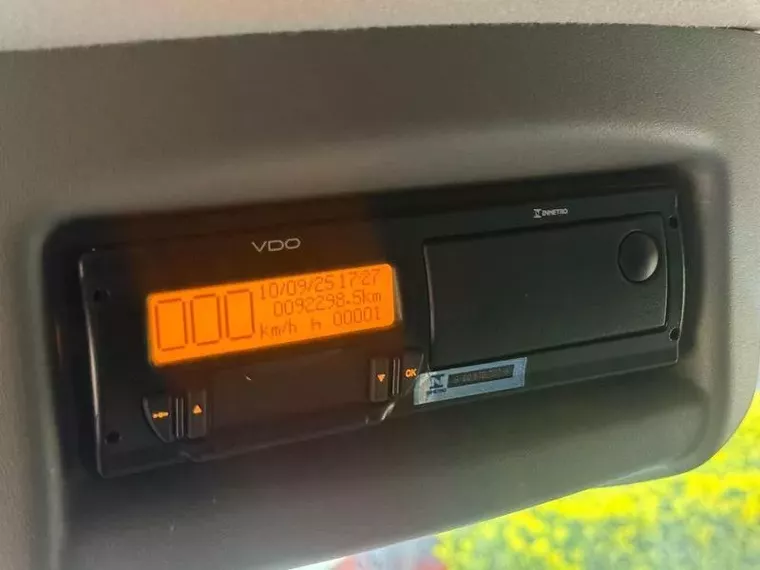 INMETRO
VDO
000
10/09/25 17:27
0092298.5km
km/h h 00001
OK